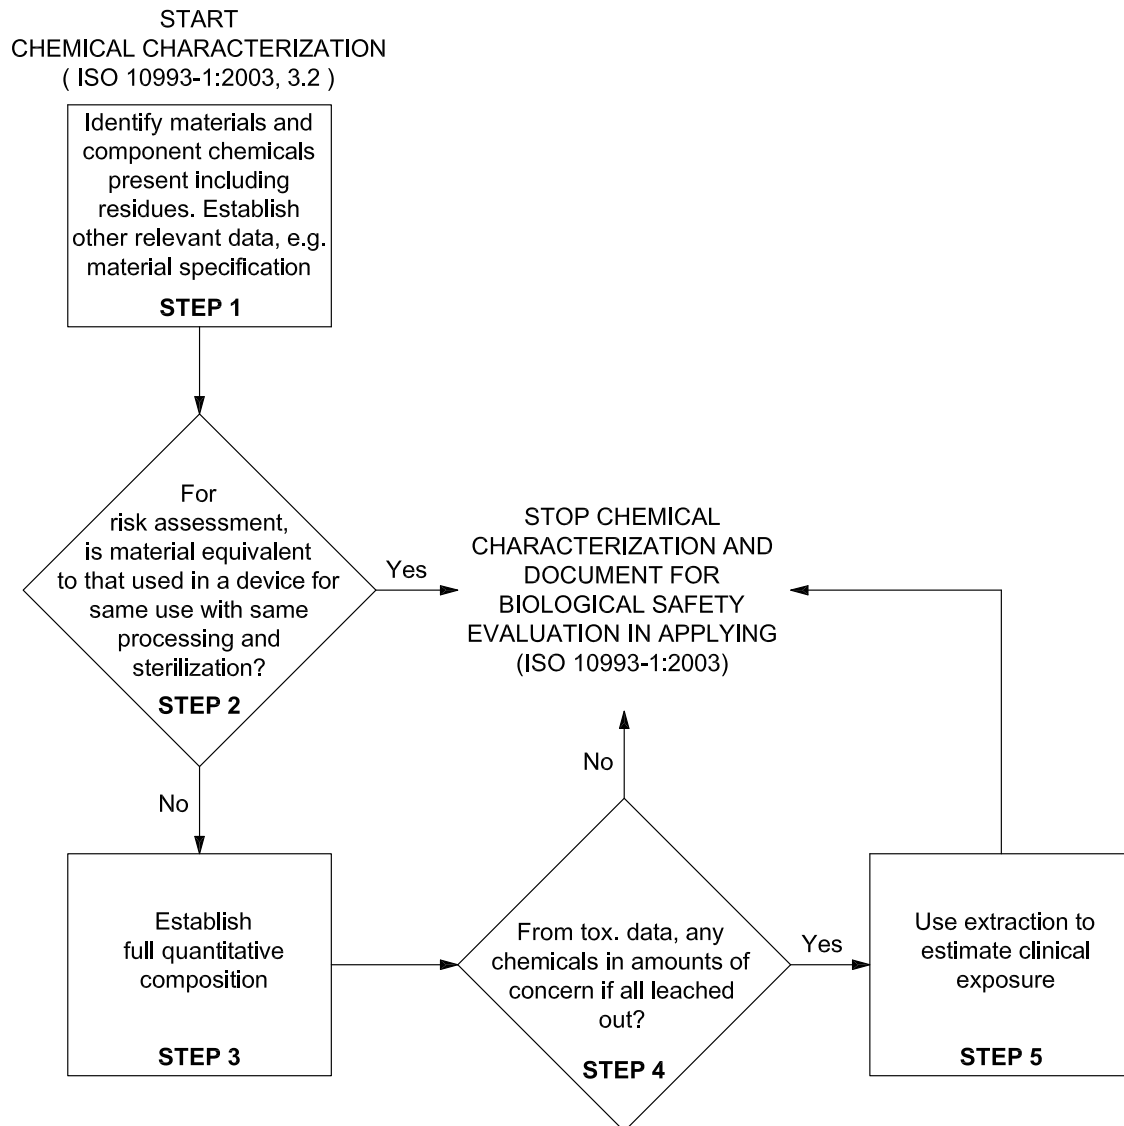 START
CHEMICAL CHARACTERIZATION
( ISO 10993-1:2003, 3.2 )
Identify materials and
component chemicals
present including
residues. Establish
other relevant data, e.g.
material specification
STEP 1
For
risk assessment,
is material equivalent
to that used in a device for
same use with same
processing and
sterilization?
STEP 2
Yes
STOP CHEMICAL
CHARACTERIZATION AND
DOCUMENT FOR
BIOLOGICAL SAFETY
EVALUATION IN APPLYING
(ISO 10993-1:2003)
No
No
Establish
full quantitative
composition
STEP 3
From tox. data, any
chemicals in amounts of
concern if all leached
out?
STEP 4
Yes
Use extraction to
estimate clinical
exposure
STEP 5